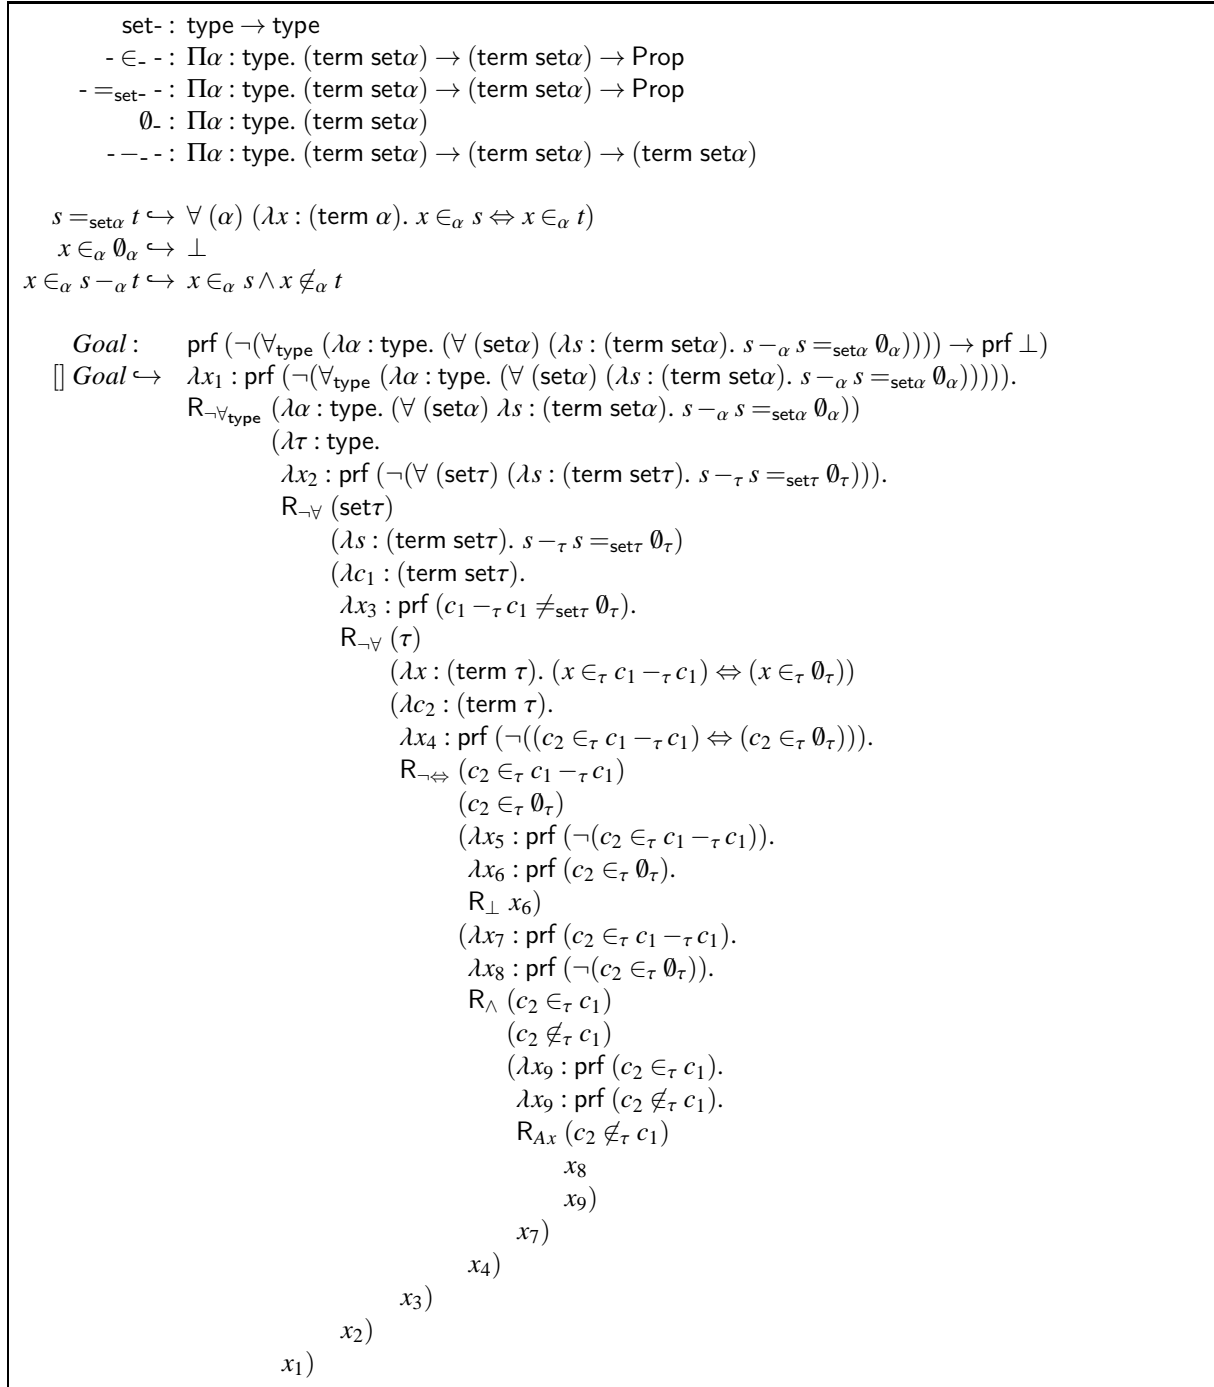 set- : type → type
- ∈- - : Πα : type. (term setα) → (term setα) → Prop
- =set- - : Πα : type. (term setα) → (term setα) → Prop
∅- : Πα : type. (term setα)
- −- - : Πα : type. (term setα) → (term setα) → (term setα)
s =setα t ↪ ∀ (α) (λx : (term α). x ∈α s ⇔ x ∈α t)
x ∈α ∅α ↪ ⊥
x ∈α s −α t ↪ x ∈α s ∧ x ∉α t
Goal : prf (¬(∀type (λα : type. (∀ (setα) (λs : (term setα). s −α s =setα ∅α)))) → prf ⊥)
[] Goal ↪ λx1 : prf (¬(∀type (λα : type. (∀ (setα) (λs : (term setα). s −α s =setα ∅α))))).
R¬∀type (λα : type. (∀ (setα) λs : (term setα). s −α s =setα ∅α))
(λτ : type.
λx2 : prf (¬(∀ (setτ) (λs : (term setτ). s −τ s =setτ ∅τ))).
R¬∀ (setτ)
(λs : (term setτ). s −τ s =setτ ∅τ)
(λc1 : (term setτ).
λx3 : prf (c1 −τ c1 ≠setτ ∅τ).
R¬∀ (τ)
(λx : (term τ). (x ∈τ c1 −τ c1) ⇔ (x ∈τ ∅τ))
(λc2 : (term τ).
λx4 : prf (¬((c2 ∈τ c1 −τ c1) ⇔ (c2 ∈τ ∅τ))).
R¬⇔ (c2 ∈τ c1 −τ c1)
(c2 ∈τ ∅τ)
(λx5 : prf (¬(c2 ∈τ c1 −τ c1)).
λx6 : prf (c2 ∈τ ∅τ).
R⊥ x6)
(λx7 : prf (c2 ∈τ c1 −τ c1).
λx8 : prf (¬(c2 ∈τ ∅τ)).
R∧ (c2 ∈τ c1)
(c2 ∉τ c1)
(λx9 : prf (c2 ∈τ c1).
λx9 : prf (c2 ∉τ c1).
RAx (c2 ∉τ c1)
x8
x9)
x7)
x4)
x3)
x2)
x1)